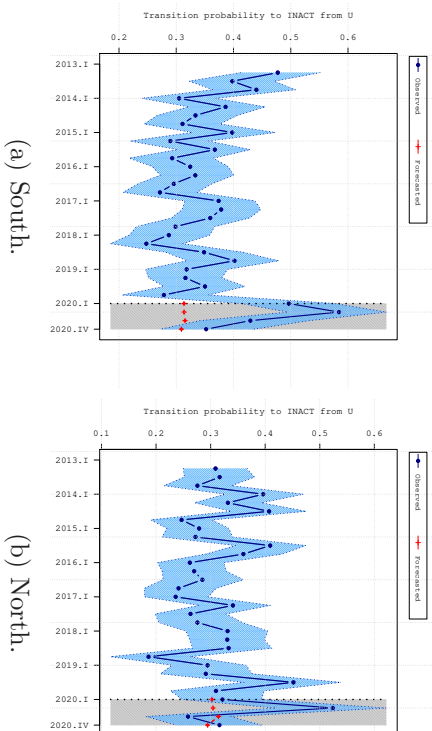 Transition probability to INACT from U
0.2
0.3
0.4
0.5
0.6
2013.I
2014.I
2015.I
2016.I
2017.I
2018.I
2019.I
2020.I
2020.IV
Observed
Forecasted
(a) South.
Transition probability to INACT from U
0.1
0.2
0.3
0.4
0.5
0.6
2013.I
2014.I
2015.I
2016.I
2017.I
2018.I
2019.I
2020.I
2020.IV
Observed
Forecasted
(b) North.